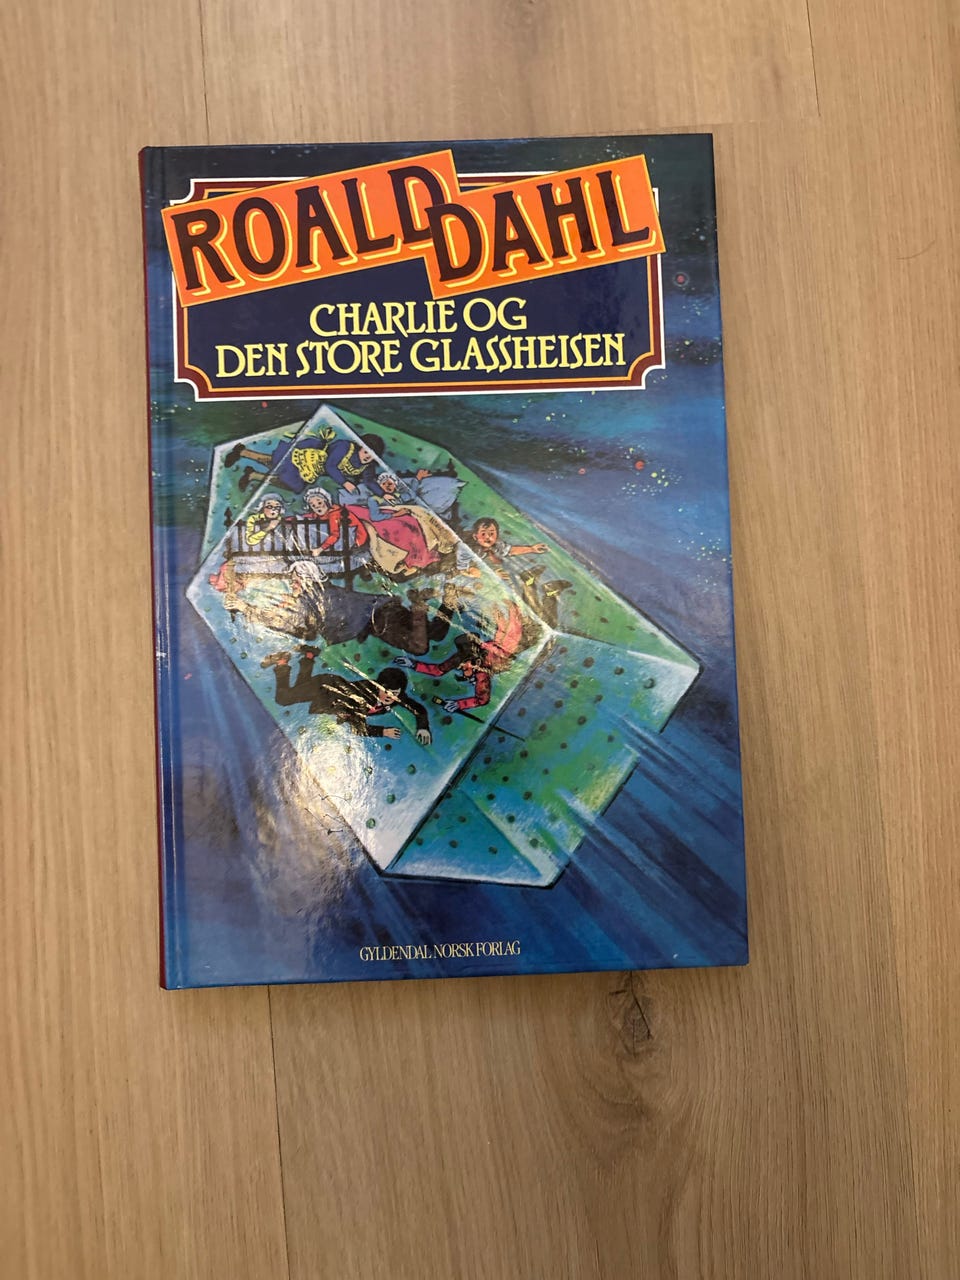 ROALD DAHL
CHARLIE OG
DEN STORE GLASSHEISEN
GYLDENDAL NORSK FORLAG